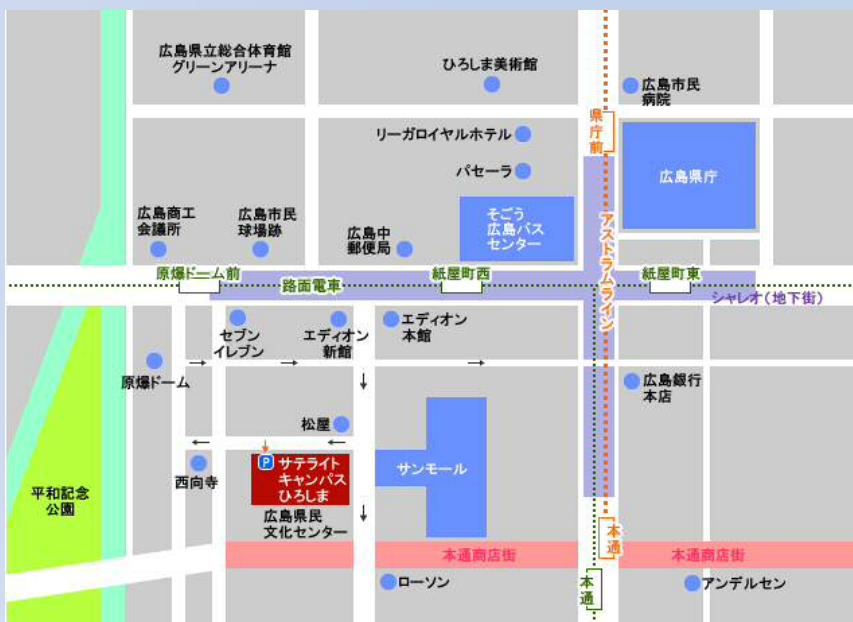 広島県立総合体育館
グリーンアリーナ
ひろしま美術館
広島市民
病院
県庁前
リーガロイヤルホテル
パセーラ
広島県庁
広島商工
会議所
広島市民
球場跡
広島中
郵便局
そごう
広島バス
センター
アストラムライン
原爆ドーム前
路面電車
紙屋町西
紙屋町東
シャレオ(地下街)
セブン
イレブン
エディオン
新館
エディオン
本館
原爆ドーム
広島銀行
本店
松屋
西向寺
P
サテライト
キャンパス
ひろしま
サンモール
平和記念
公園
広島県民
文化センター
本通
本通商店街
本通商店街
ローソン
本通
アンデルセン